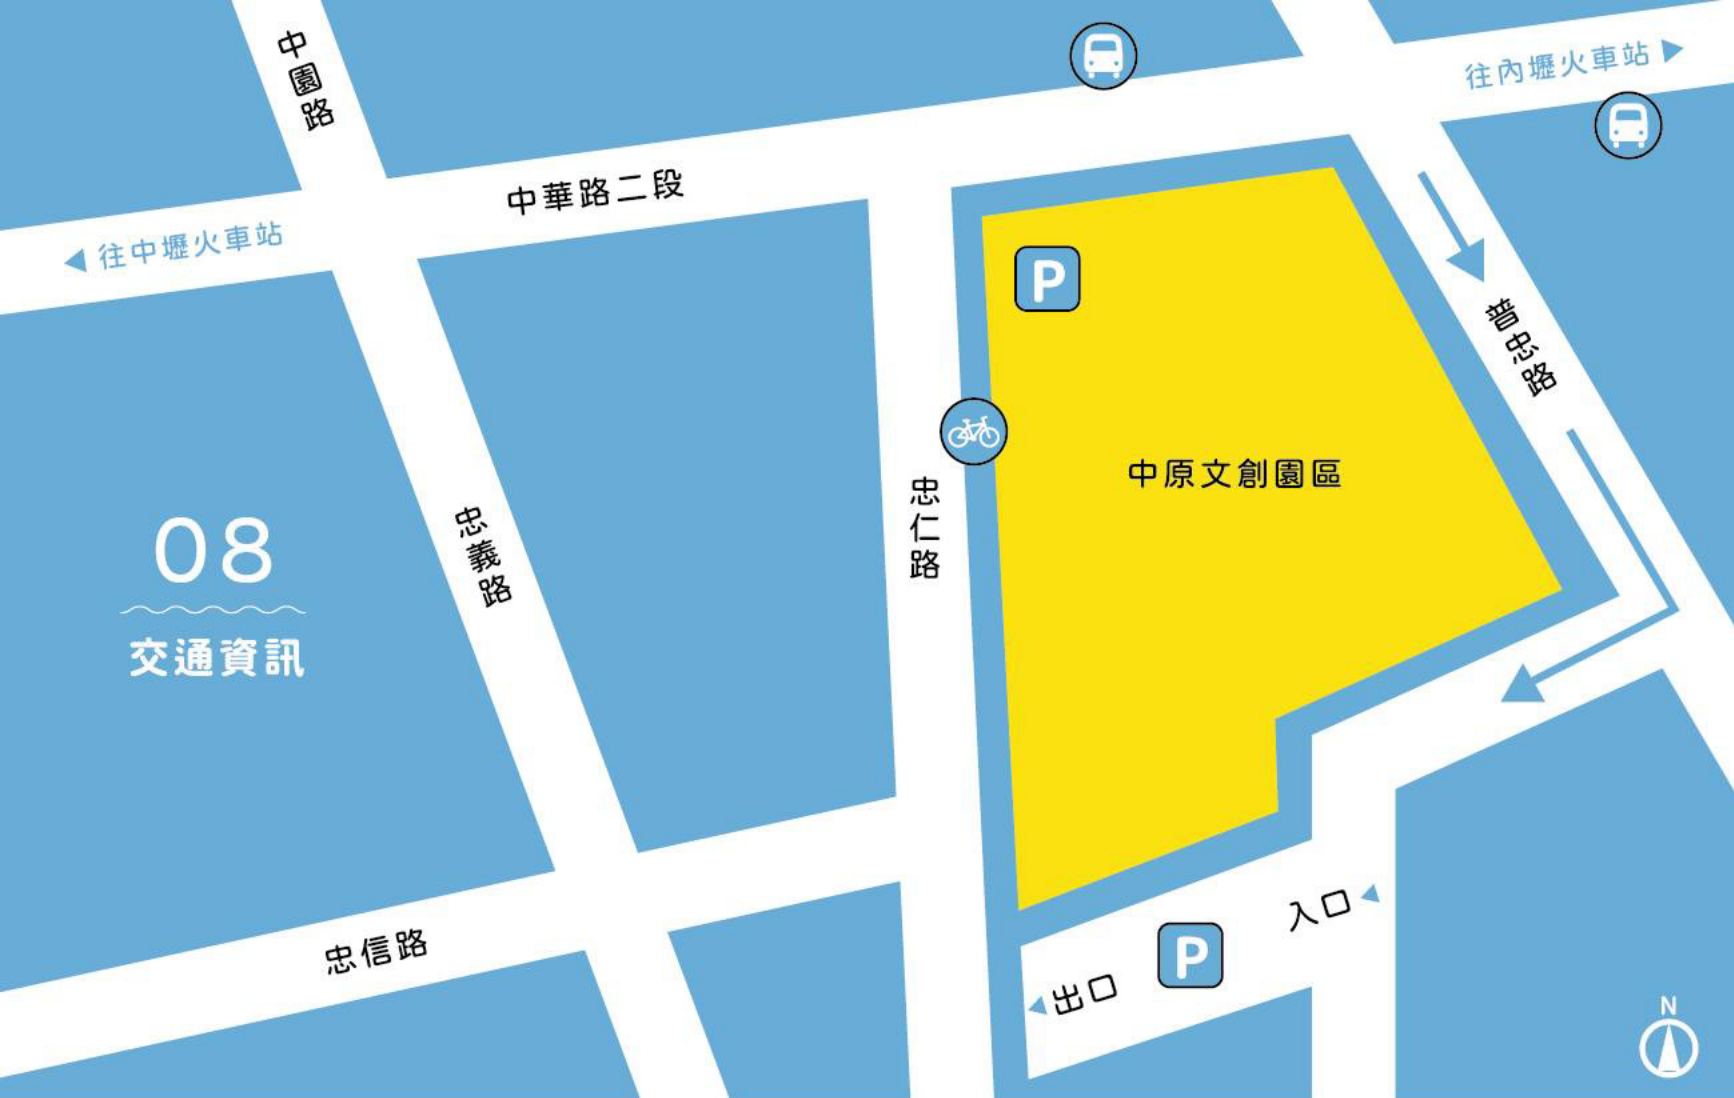 中園路
往內壢火車站
中華路二段
往中壢火車站
P
普忠路
中原文創園區
忠仁路
忠義路
08
交通資訊
入口
忠信路
P
出口
N